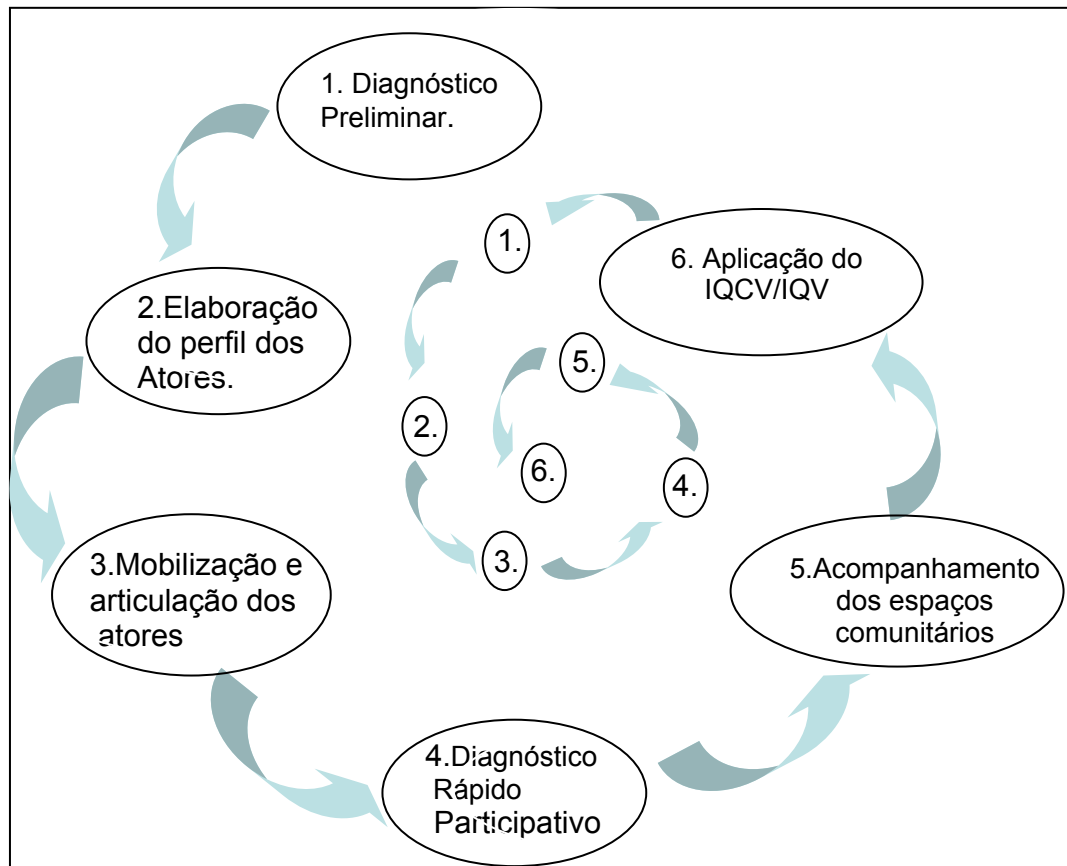 1. Diagnóstico
Preliminar.
2.Elaboração
do perfil dos
Atores.
3.Mobilização e
articulação dos
atores
4.Diagnóstico
Rápido
Participativo
5.Acompanhamento
dos espaços
comunitários
6. Aplicação do
IQCV/IQV
1.
2.
3.
4.
5.
6.